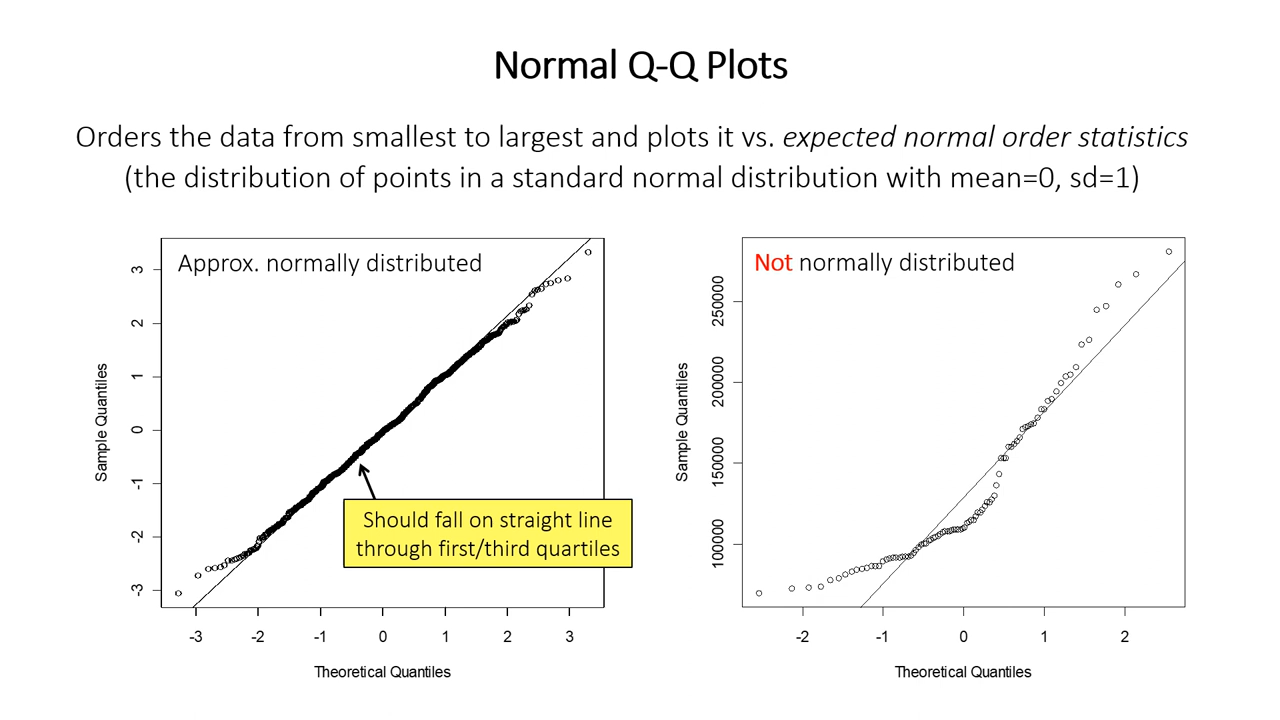 Normal Q-Q Plots
Orders the data from smallest to largest and plots it vs. expected normal order statistics
(the distribution of points in a standard normal distribution with mean=0, sd=1)
Approx. normally distributed
Sample Quantiles
3
2
1
0
-1
-2
-3
Should fall on straight line
through first/third quartiles
-3 -2 -1 0 1 2 3
Theoretical Quantiles
Not normally distributed
Sample Quantiles
250000
200000
150000
100000
-2 -1 0 1 2
Theoretical Quantiles